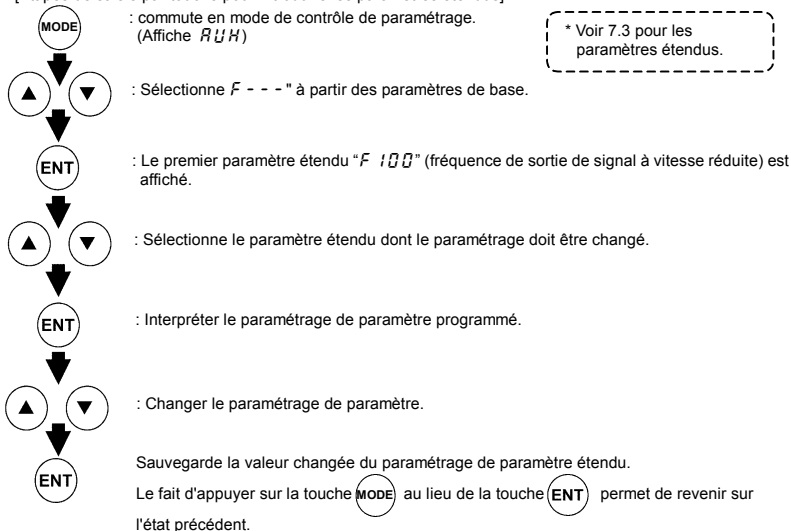 MODE : commute en mode de contrôle de paramétrage.
(Affiche AUH)
* Voir 7.3 pour les
paramètres étendus.
▲ ▼ : Sélectionne F - - -" à partir des paramètres de base.
ENT : Le premier paramètre étendu “F 100” (fréquence de sortie de signal à vitesse réduite) est
affiché.
▲ ▼ : Sélectionne le paramètre étendu dont le paramétrage doit être changé.
ENT : Interpréter le paramétrage de paramètre programmé.
▲ ▼ : Changer le paramétrage de paramètre.
ENT Sauvegarde la valeur changée du paramétrage de paramètre étendu.
Le fait d'appuyer sur la touche MODE au lieu de la touche ENT permet de revenir sur
l'état précédent.